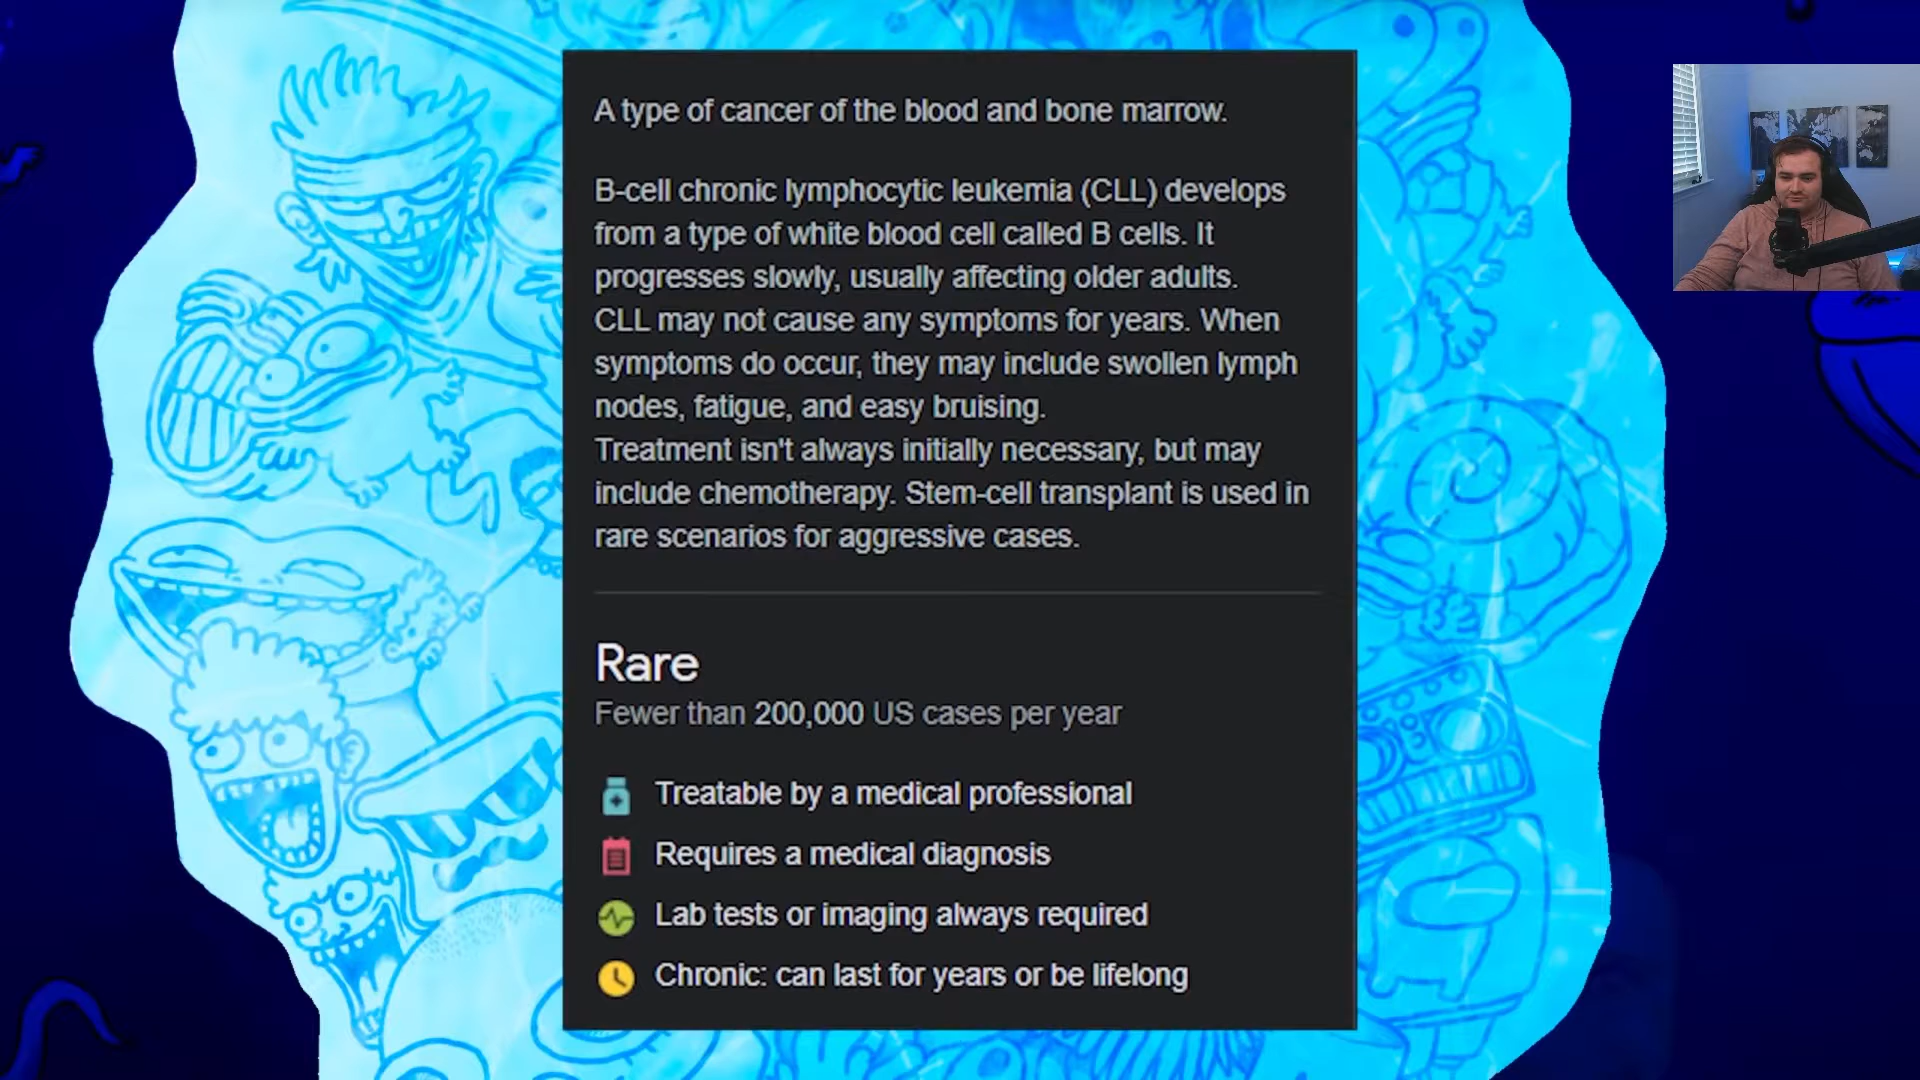 A type of cancer of the blood and bone marrow.
B-cell chronic lymphocytic leukemia (CLL) develops
from a type of white blood cell called B cells. It
progresses slowly, usually affecting older adults.
CLL may not cause any symptoms for years. When
symptoms do occur, they may include swollen lymph
nodes, fatigue, and easy bruising.
Treatment isn't always initially necessary, but may
include chemotherapy. Stem-cell transplant is used in
rare scenarios for aggressive cases.
Rare
Fewer than 200,000 US cases per year
Treatable by a medical professional
Requires a medical diagnosis
Lab tests or imaging always required
Chronic: can last for years or be lifelong